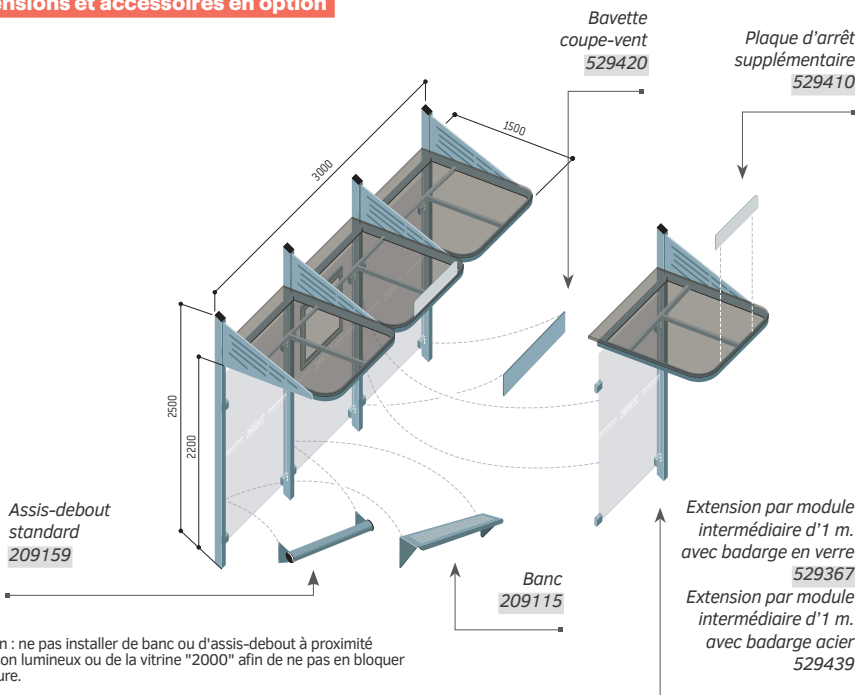 ensions et accessoires en option
Bavette
coupe-vent
529420
Plaque d'arrêt
supplémentaire
529410
3000
1500
2500
2200
Assis-debout
standard
209159
Banc
209115
Extension par module
intermédiaire d'1 m.
avec badarge en verre
529367
Extension par module
intermédiaire d'1 m.
avec badarge acier
529439
n : ne pas installer de banc ou d'assis-debout à proximité
on lumineux ou de la vitrine "2000" afin de ne pas en bloquer
ure.